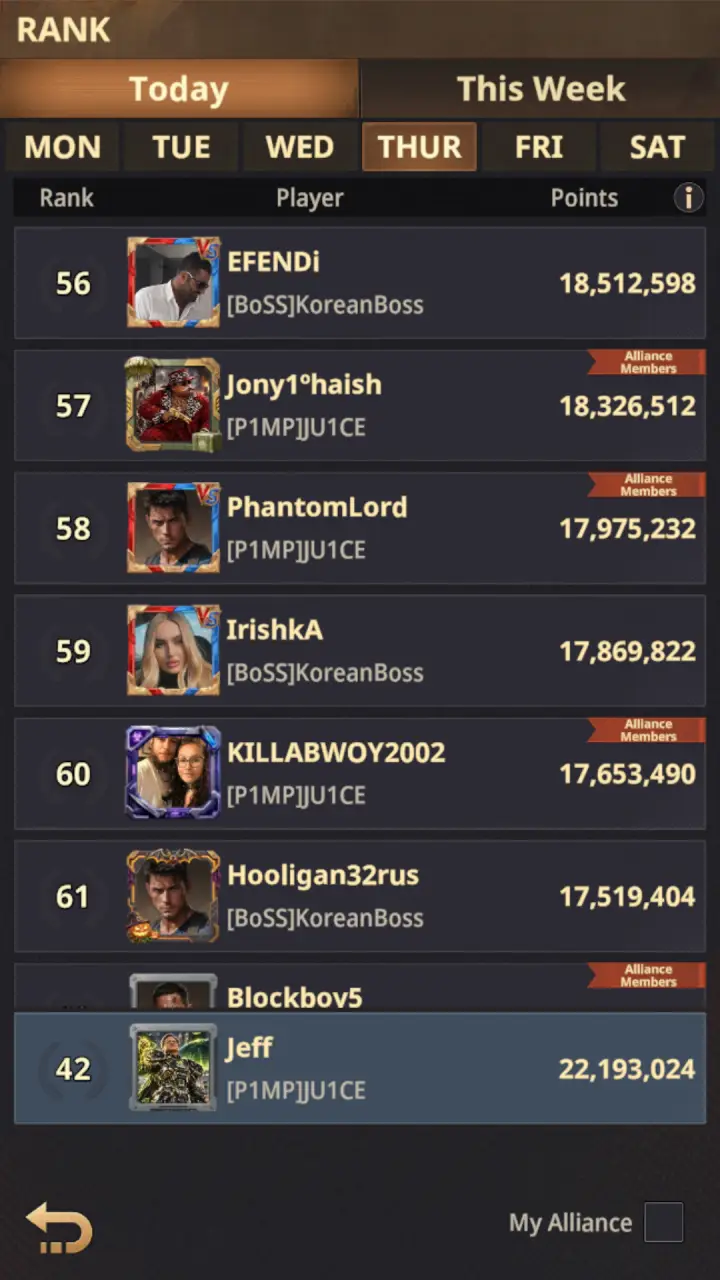 RANK
Today This Week
MON TUE WED THUR FRI SAT
Rank Player Points i
56 EFENDi 18,512,598
[BoSS]KoreanBoss
Alliance Members
57 Jony1ºhaish 18,326,512
[P1MP]JU1CE
Alliance Members
58 PhantomLord 17,975,232
[P1MP]JU1CE
59 IrishkA 17,869,822
[BoSS]KoreanBoss
Alliance Members
60 KILLABWOY2002 17,653,490
[P1MP]JU1CE
61 Hooligan32rus 17,519,404
[BoSS]KoreanBoss
Alliance Members
Blockboy5
42 Jeff 22,193,024
[P1MP]JU1CE
My Alliance